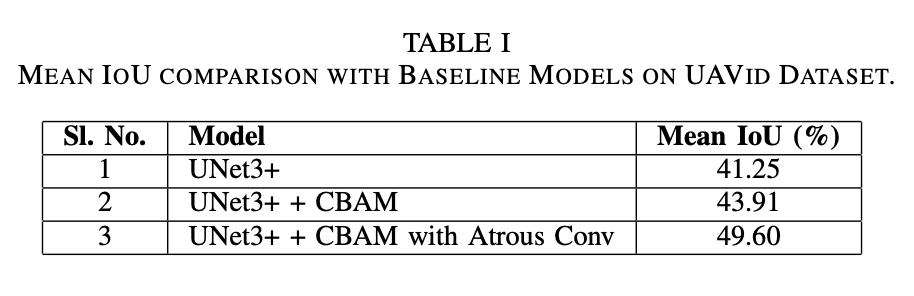 TABLE I
MEAN IOU COMPARISON WITH BASELINE MODELS ON UAVID DATASET.
Sl. No. Model Mean IoU (%)
1 UNet3+ 41.25
2 UNet3+ + CBAM 43.91
3 UNet3+ + CBAM with Atrous Conv 49.60